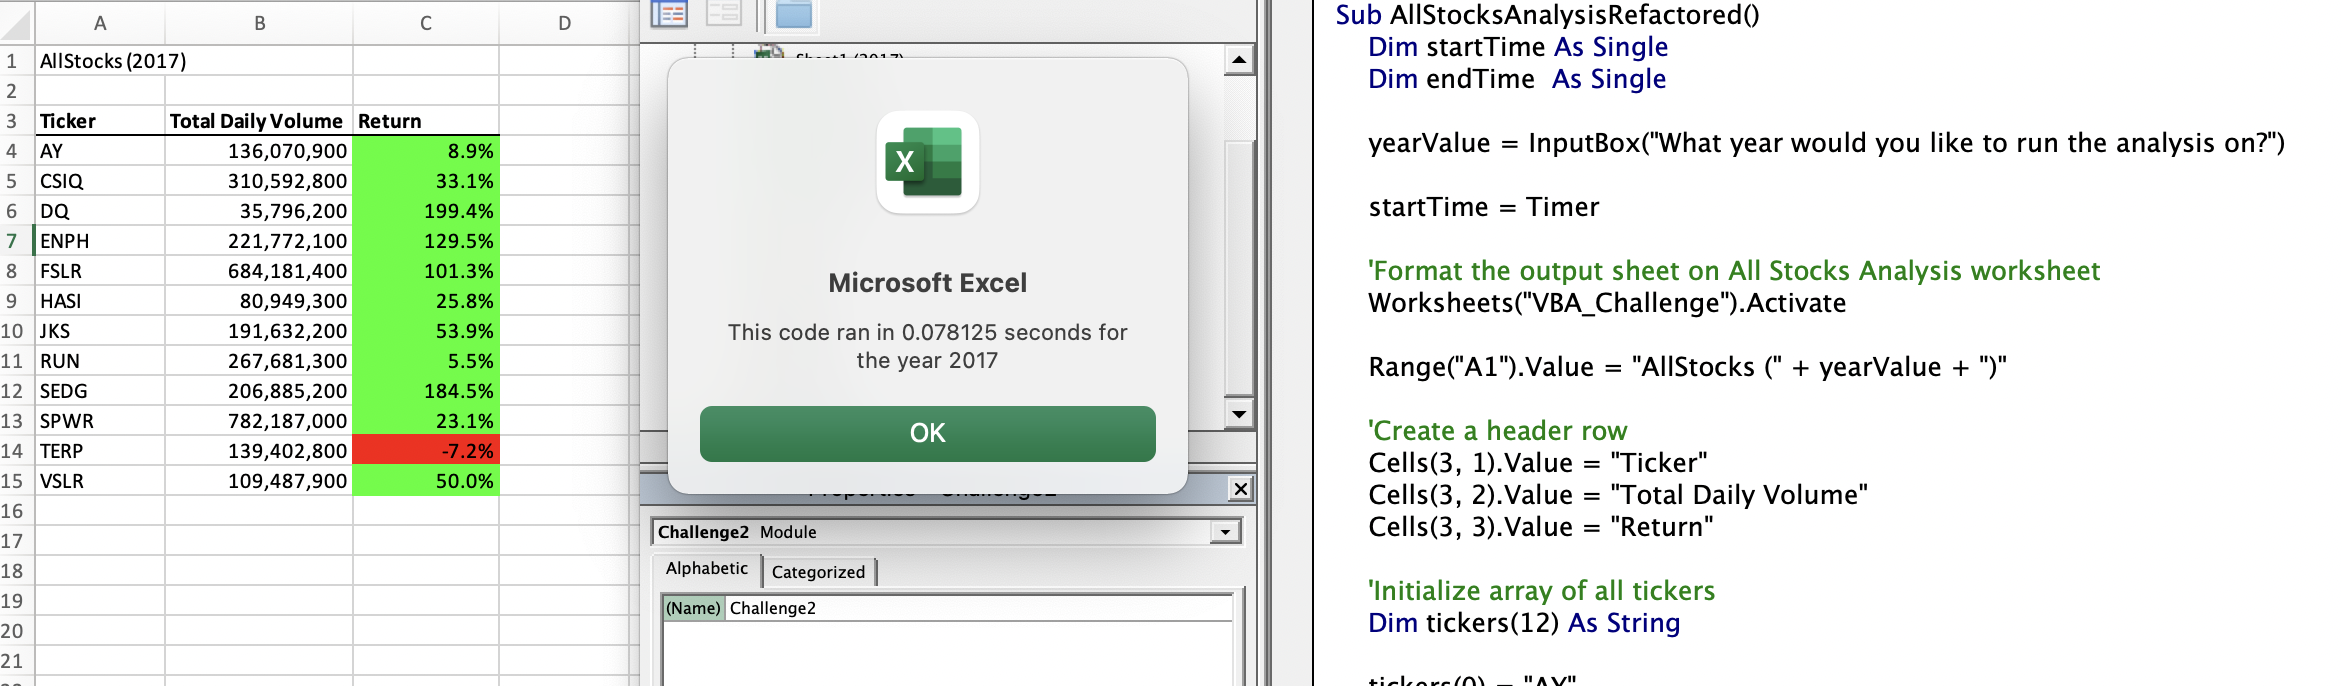 A B C D
1 AllStocks (2017)
2
3 Ticker Total Daily Volume Return
4 AY 136,070,900 8.9%
5 CSIQ 310,592,800 33.1%
6 DQ 35,796,200 199.4%
7 ENPH 221,772,100 129.5%
8 FSLR 684,181,400 101.3%
9 HASI 80,949,300 25.8%
10 JKS 191,632,200 53.9%
11 RUN 267,681,300 5.5%
12 SEDG 206,885,200 184.5%
13 SPWR 782,187,000 23.1%
14 TERP 139,402,800 -7.2%
15 VSLR 109,487,900 50.0%
16
17
18
19
20
21
Sheet1 (2017)
X
Microsoft Excel
This code ran in 0.078125 seconds for
the year 2017
OK
Properties - Challenge2
Challenge2 Module
Alphabetic Categorized
(Name) Challenge2
Sub AllStocksAnalysisRefactored()
Dim startTime As Single
Dim endTime  As Single
yearValue = InputBox("What year would you like to run the analysis on?")
startTime = Timer
'Format the output sheet on All Stocks Analysis worksheet
Worksheets("VBA_Challenge").Activate
Range("A1").Value = "AllStocks (" + yearValue + ")"
'Create a header row
Cells(3, 1).Value = "Ticker"
Cells(3, 2).Value = "Total Daily Volume"
Cells(3, 3).Value = "Return"
'Initialize array of all tickers
Dim tickers(12) As String
tickers(0) = "AY"